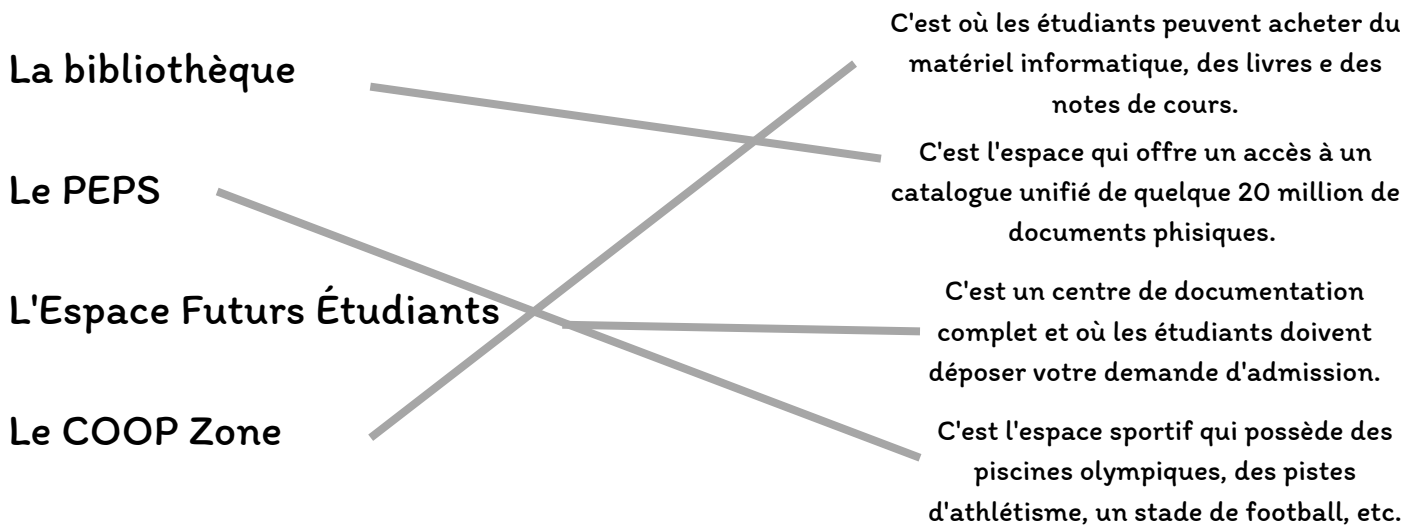 La bibliothèque
Le PEPS
L'Espace Futurs Étudiants
Le COOP Zone
C'est où les étudiants peuvent acheter du
matériel informatique, des livres e des
notes de cours.
C'est l'espace qui offre un accès à un
catalogue unifié de quelque 20 million de
documents phisiques.
C'est un centre de documentation
complet et où les étudiants doivent
déposer votre demande d'admission.
C'est l'espace sportif qui possède des
piscines olympiques, des pistes
d'athlétisme, un stade de football, etc.